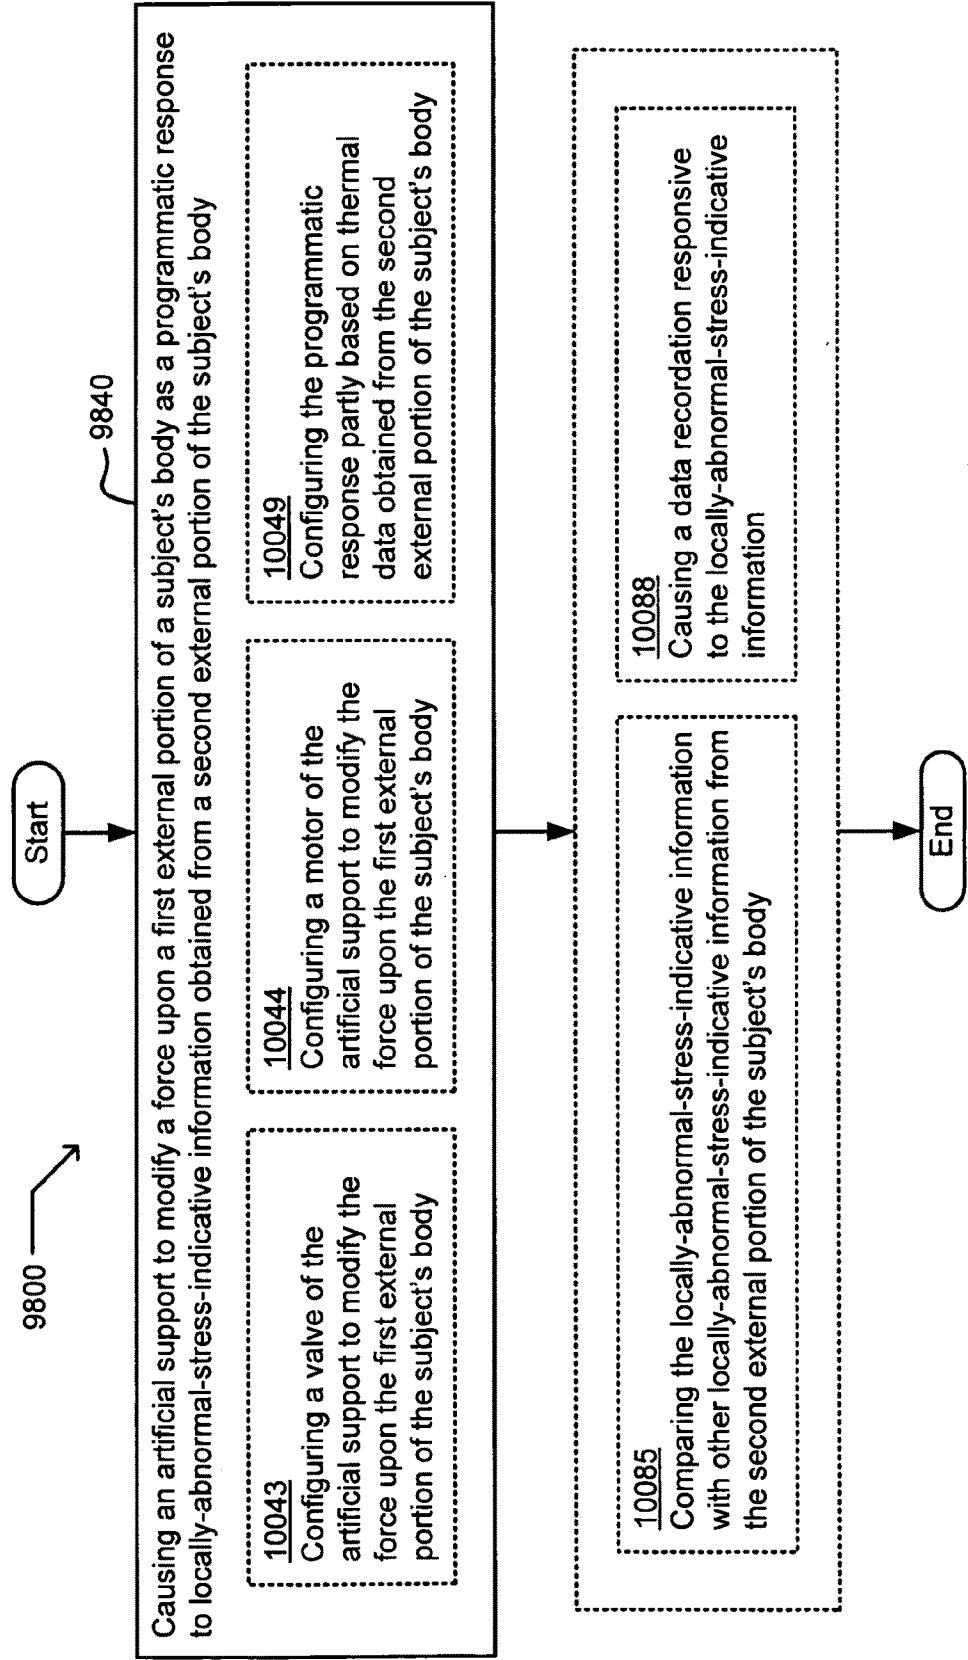 9800
Start
9840
Causing an artificial support to modify a force upon a first external portion of a subject's body as a programmatic response
to locally-abnormal-stress-indicative information obtained from a second external portion of the subject's body
10043
Configuring a valve of the
artificial support to modify the
force upon the first external
portion of the subject's body
10044
Configuring a motor of the
artificial support to modify the
force upon the first external
portion of the subject's body
10049
Configuring the programmatic
response partly based on thermal
data obtained from the second
external portion of the subject's body
10085
Comparing the locally-abnormal-stress-indicative information
with other locally-abnormal-stress-indicative information from
the second external portion of the subject's body
10088
Causing a data recordation responsive
to the locally-abnormal-stress-indicative
information
End